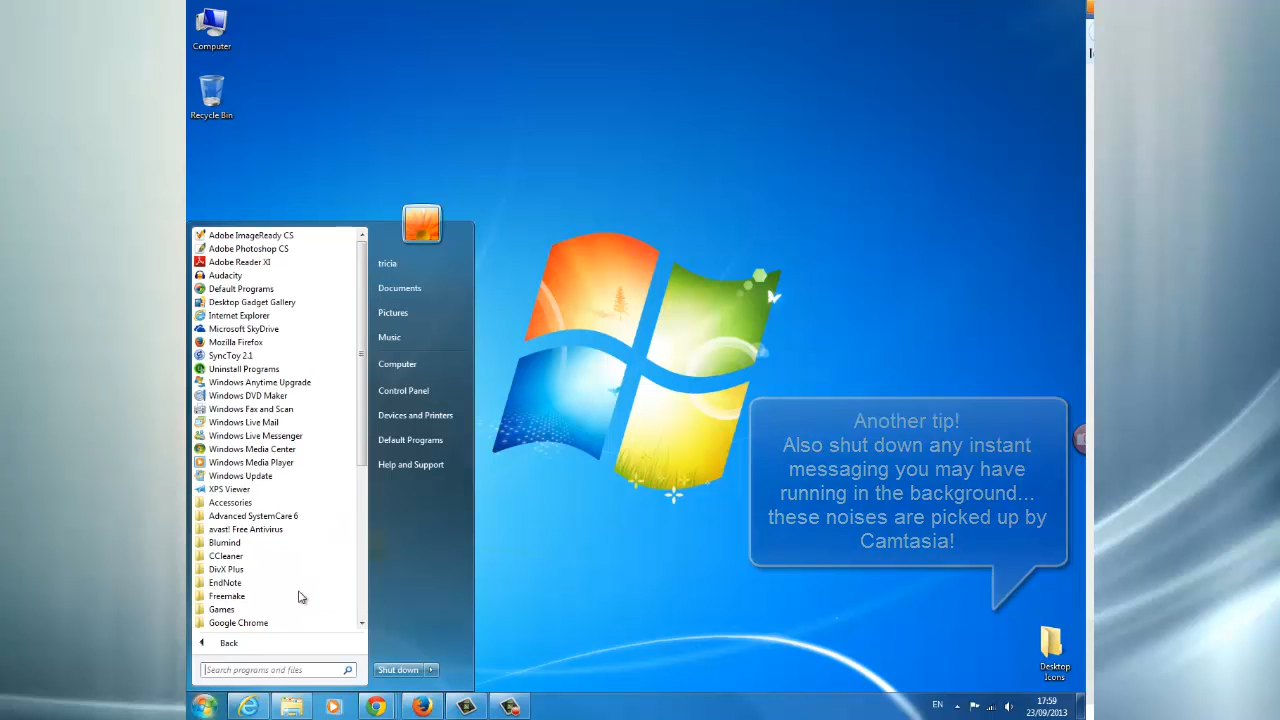 Computer
Recycle Bin
Adobe ImageReady CS
Adobe Photoshop CS
Adobe Reader XI
Audacity
Default Programs
Desktop Gadget Gallery
Internet Explorer
Microsoft SkyDrive
Mozilla Firefox
SyncToy 2.1
Uninstall Programs
Windows Anytime Upgrade
Windows DVD Maker
Windows Fax and Scan
Windows Live Mail
Windows Live Messenger
Windows Media Center
Windows Media Player
Windows Update
XPS Viewer
Accessories
Advanced SystemCare 6
avast! Free Antivirus
Blumind
CCleaner
DivX Plus
EndNote
Freemake
Games
Google Chrome
Back
Search programs and files
tricia
Documents
Pictures
Music
Computer
Control Panel
Devices and Printers
Default Programs
Help and Support
Shut down
Another tip!
Also shut down any instant
messaging you may have
running in the background...
these noises are picked up by
Camtasia!
Desktop
Icons
EN
17:59
23/09/2013